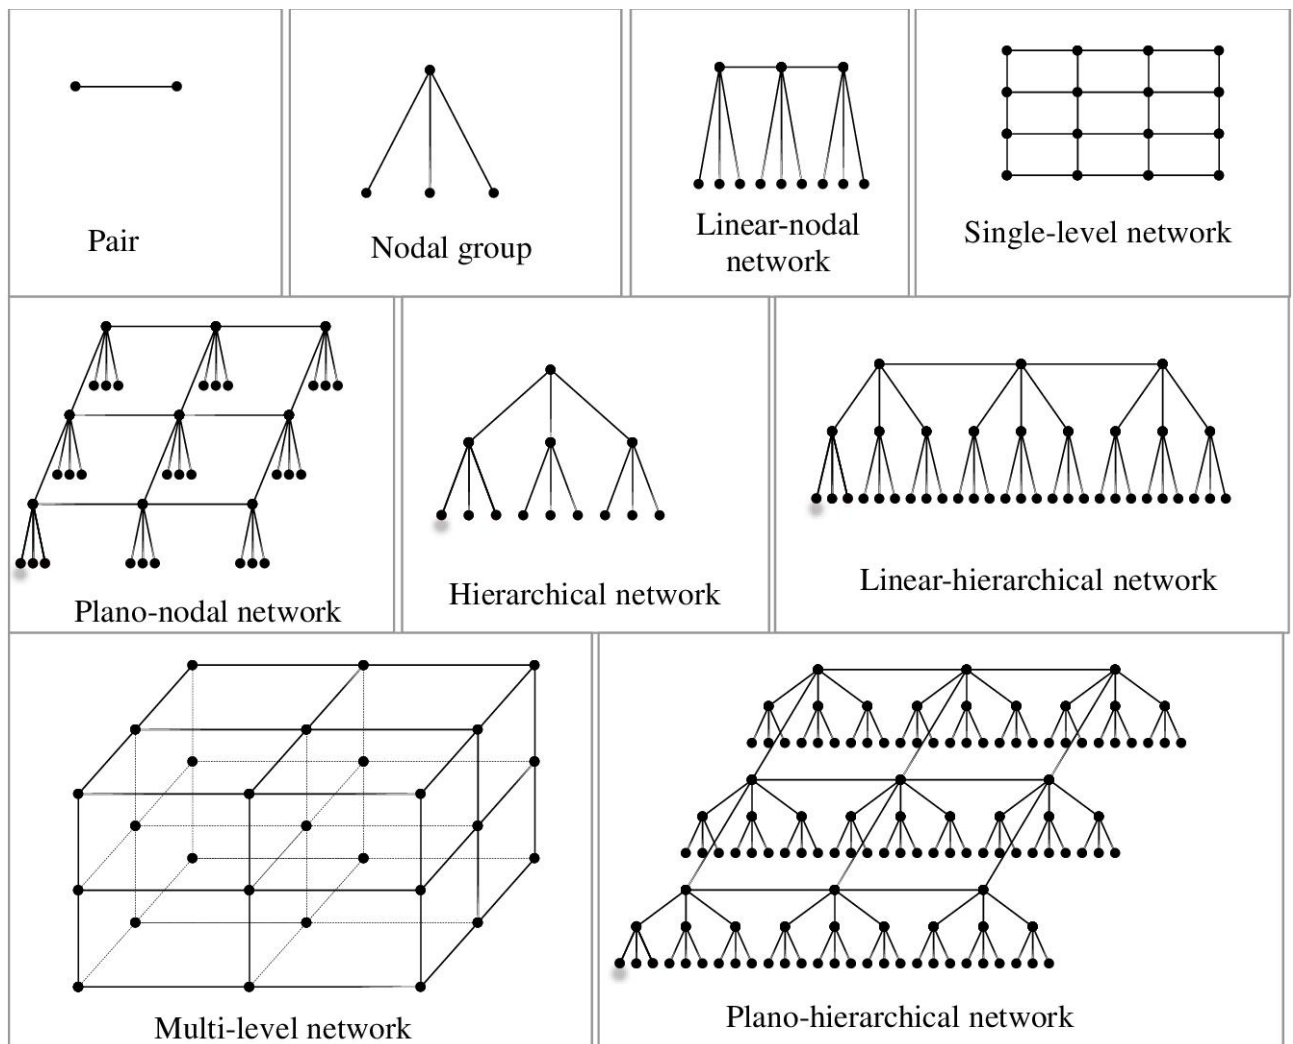 Pair
Nodal group
Linear-nodal
network
Single-level network
Plano-nodal network
Hierarchical network
Linear-hierarchical network
Multi-level network
Plano-hierarchical network